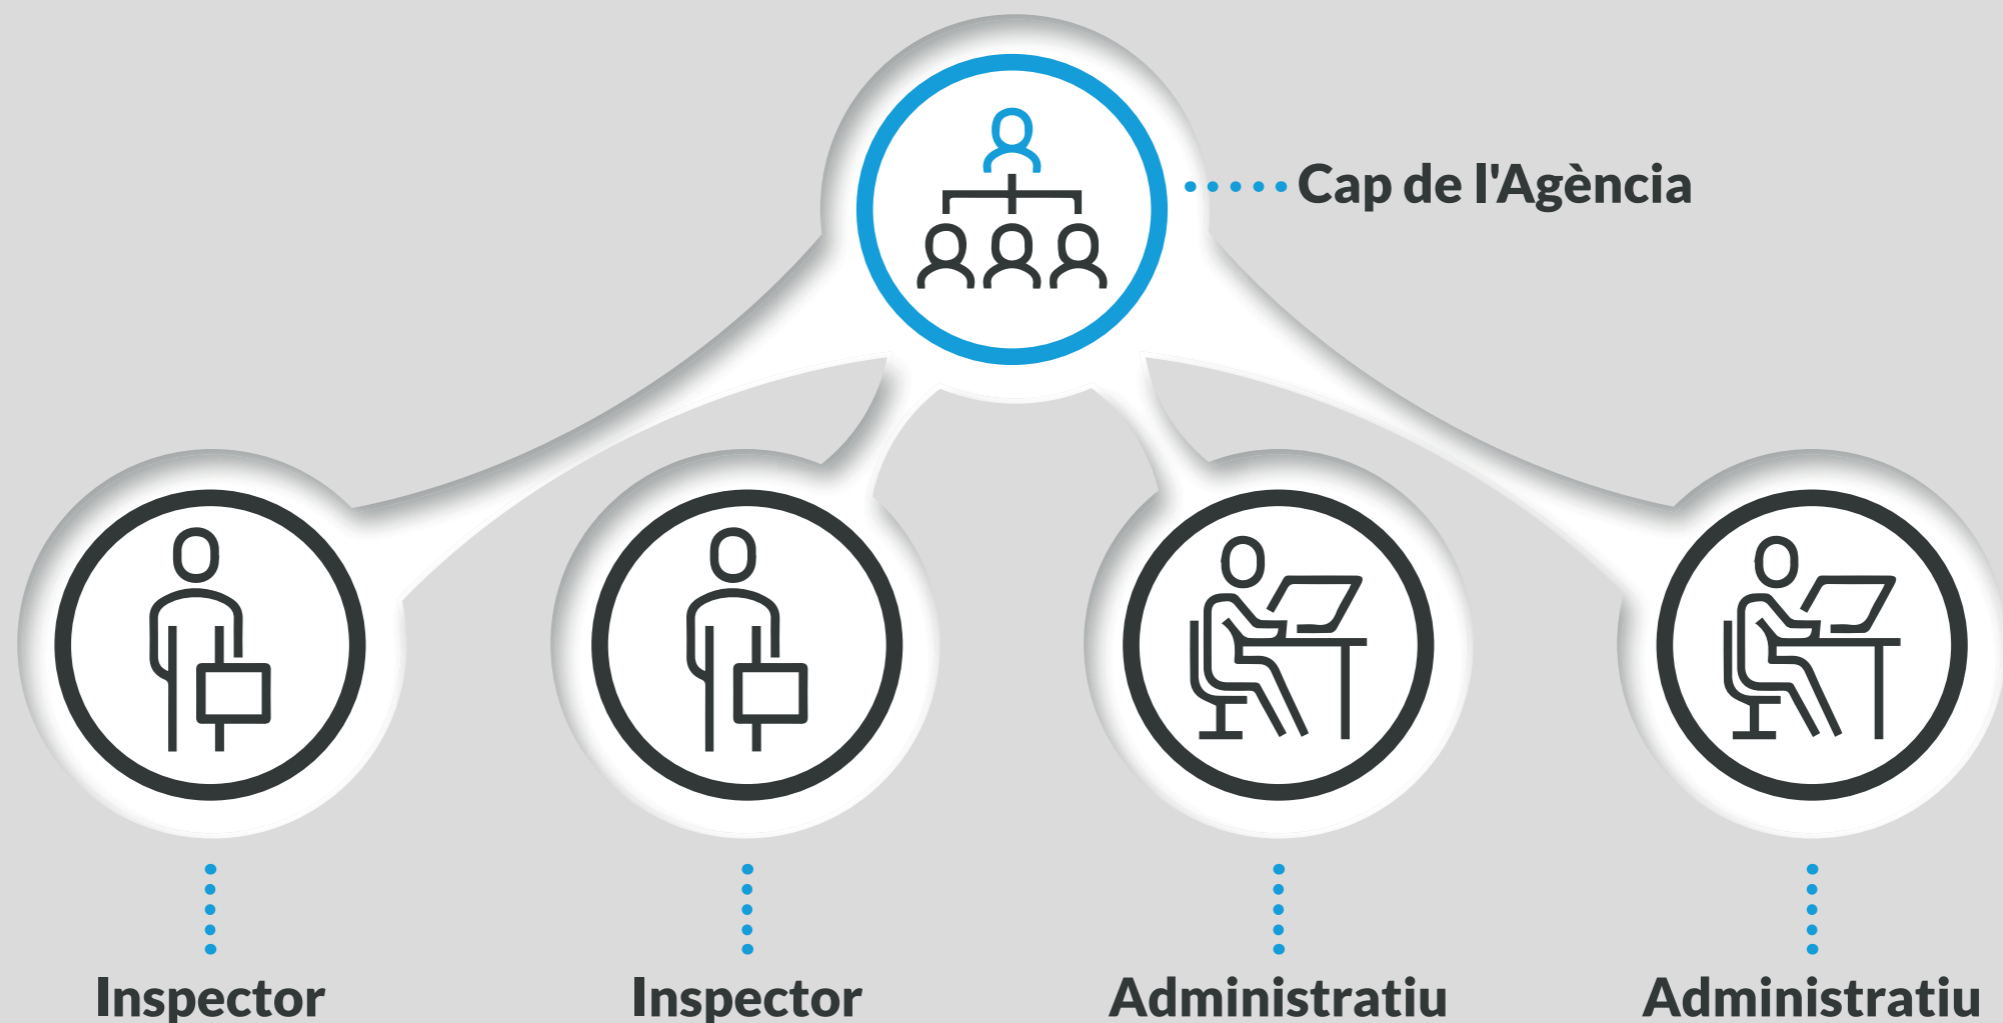 Cap de l'Agència
Inspector
Inspector
Administratiu
Administratiu